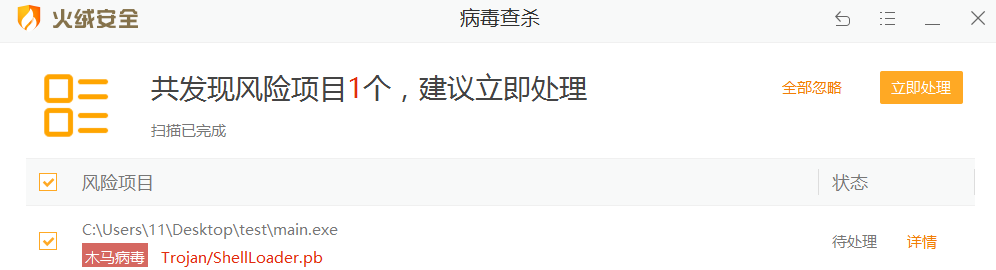 火绒安全 病毒查杀
共发现风险项目1个，建议立即处理 全部忽略 立即处理
扫描已完成
风险项目 状态
C:\Users\11\Desktop\test\main.exe
待处理 详情
木马病毒 Trojan/ShellLoader.pb